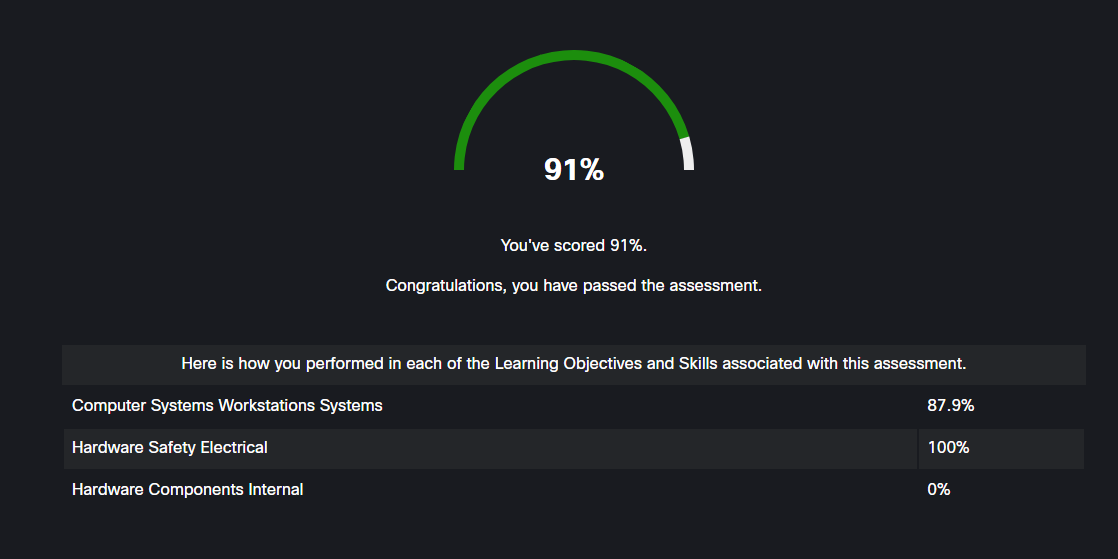 91%
You've scored 91%.
Congratulations, you have passed the assessment.
Here is how you performed in each of the Learning Objectives and Skills associated with this assessment.
Computer Systems Workstations Systems 87.9%
Hardware Safety Electrical 100%
Hardware Components Internal 0%